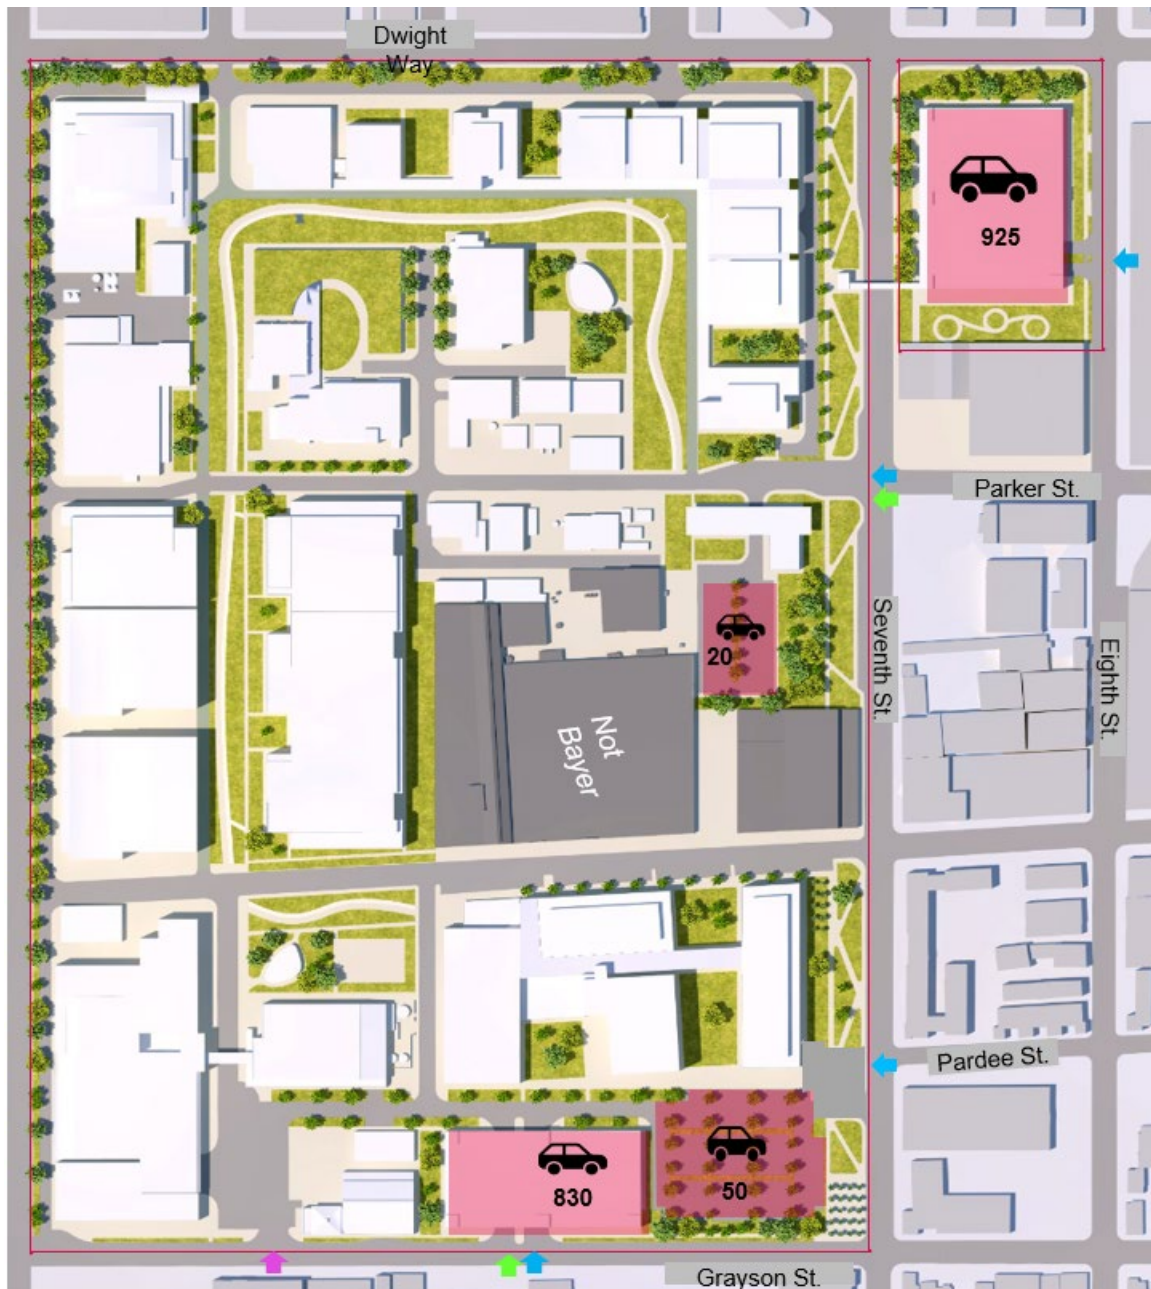 Dwight
Way
925
Parker St.
20
Seventh St.
Eighth St.
Not
Bayer
Pardee St.
830
50
Grayson St.